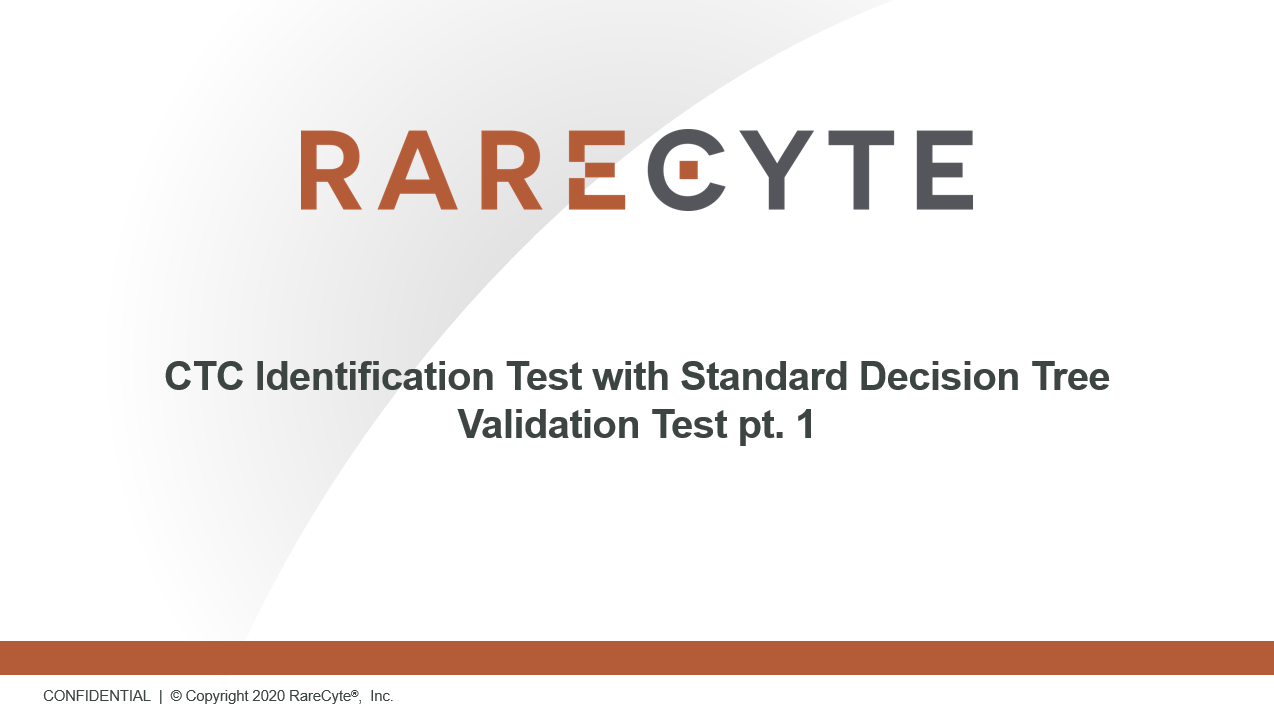 RARECYTE
CTC Identification Test with Standard Decision Tree
Validation Test pt. 1
CONFIDENTIAL | © Copyright 2020 RareCyte®, Inc.